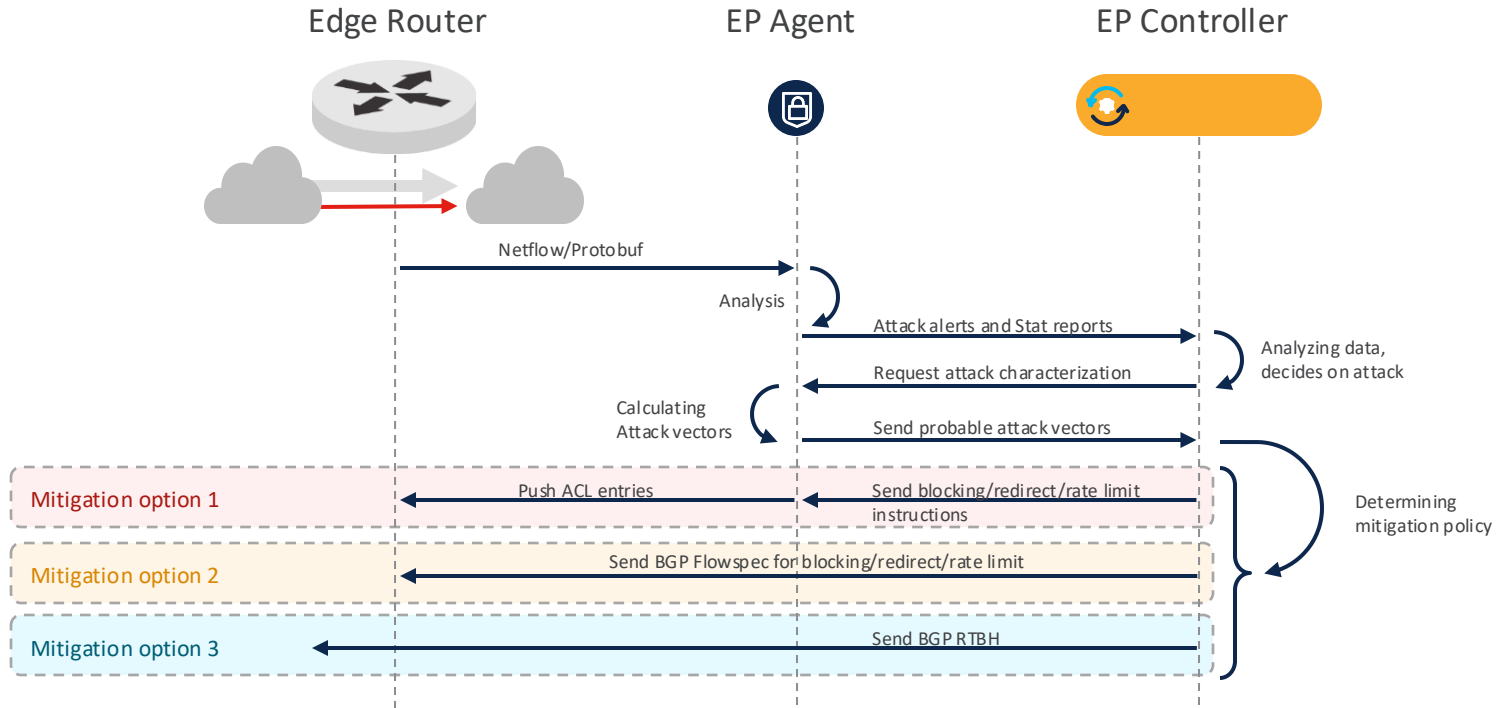 Edge Router
EP Agent
EP Controller
Netflow/Protobuf
Analysis
Attack alerts and Stat reports
Analyzing data,
decides on attack
Request attack characterization
Calculating
Attack vectors
Send probable attack vectors
Mitigation option 1
Push ACL entries
Send blocking/redirect/rate limit
instructions
Determining
mitigation policy
Mitigation option 2
Send BGP Flowspec for blocking/redirect/rate limit
Mitigation option 3
Send BGP RTBH